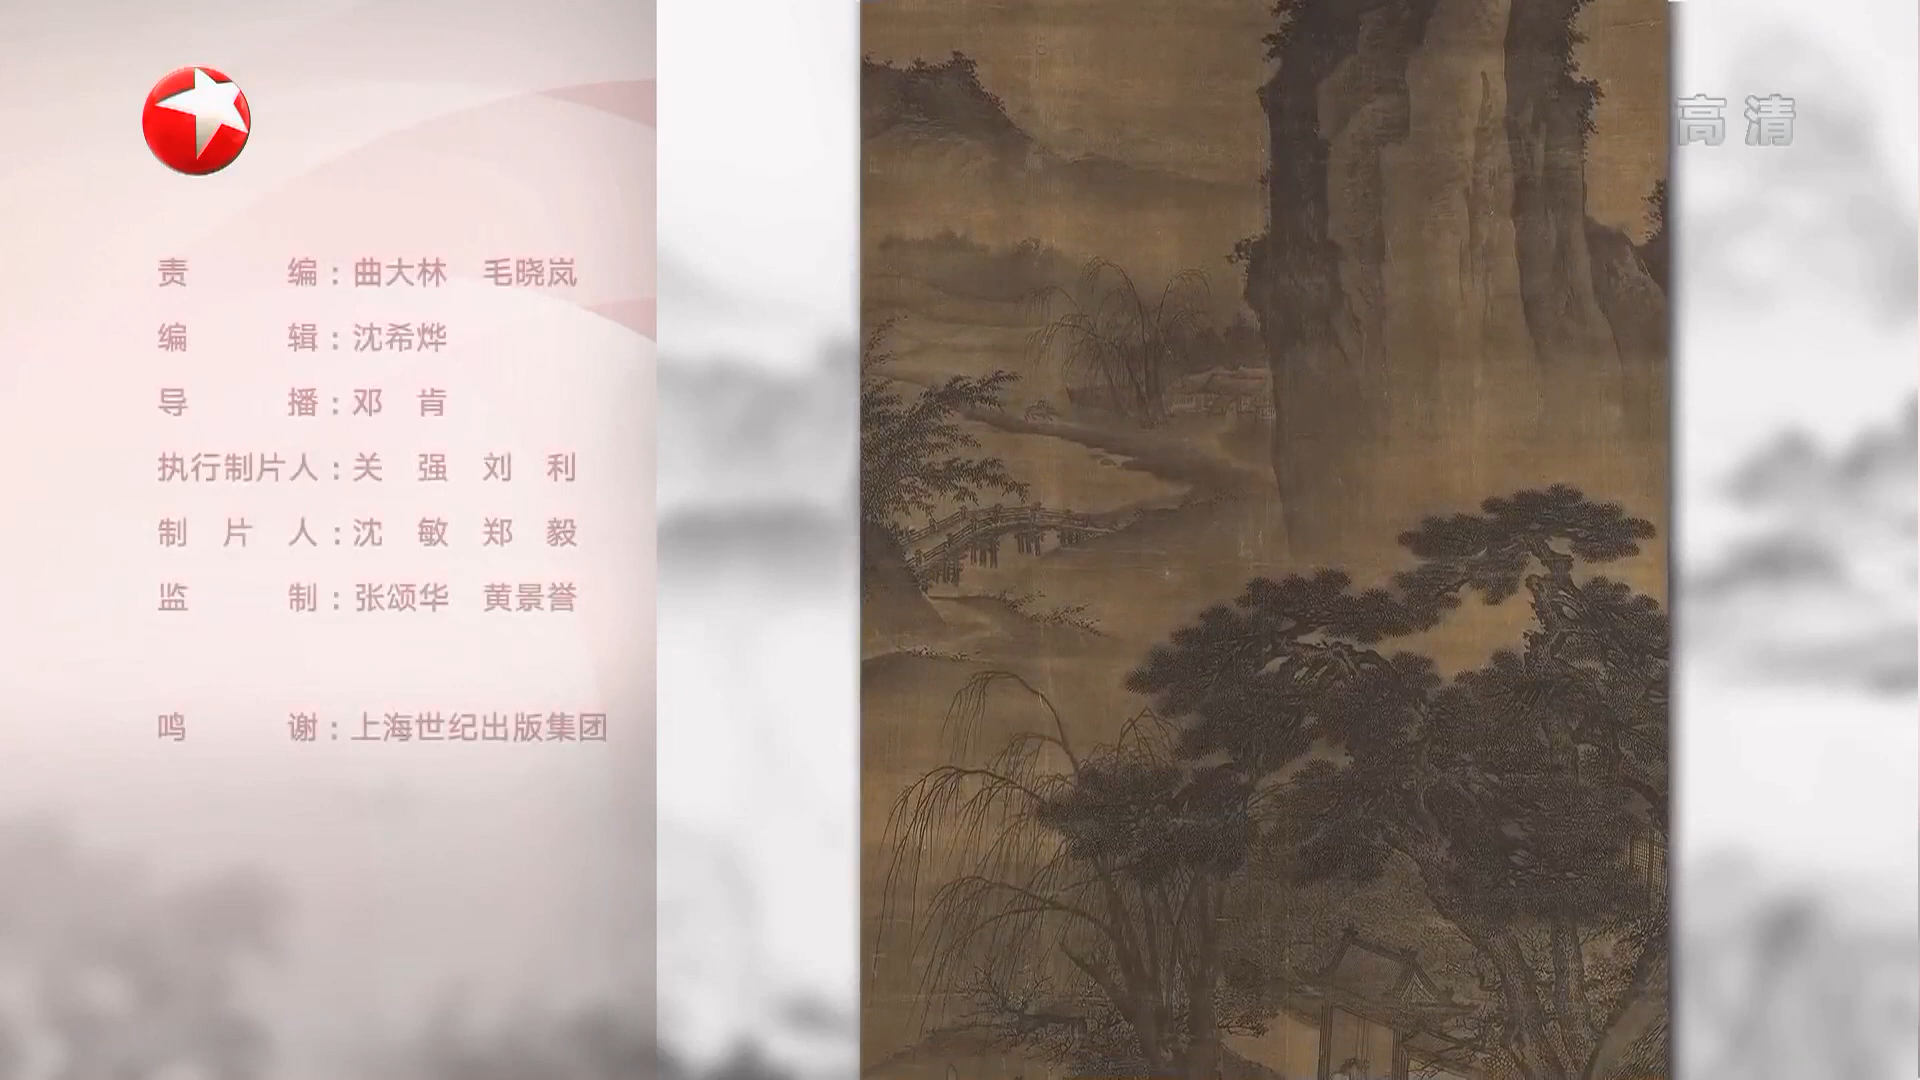 高清
责编：曲大林 毛晓岚
编辑：沈希烨
导播：邓肯
执行制片人：关强 刘利
制片人：沈敏 郑毅
监制：张颂华 黄景誉
鸣谢：上海世纪出版集团